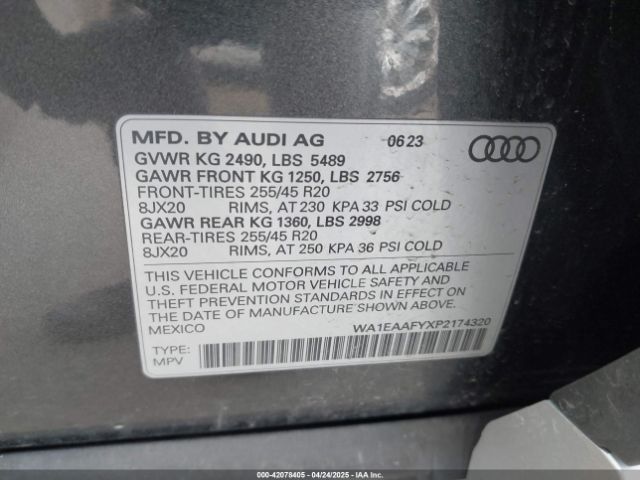 MFD. BY AUDI AG 0623
GVWR KG 2490, LBS 5489
GAWR FRONT KG 1250, LBS 2756
FRONT-TIRES 255/45 R20
8JX20 RIMS, AT 230 KPA 33 PSI COLD
GAWR REAR KG 1360, LBS 2998
REAR-TIRES 255/45 R20
8JX20 RIMS, AT 250 KPA 36 PSI COLD
THIS VEHICLE CONFORMS TO ALL APPLICABLE
U.S. FEDERAL MOTOR VEHICLE SAFETY AND
THEFT PREVENTION STANDARDS IN EFFECT ON
THE DATE OF MANUFACTURE SHOWN ABOVE.
MEXICO WA1EAAFYXP2174320
TYPE:
MPV
000-42078405 - 04/24/2025 - IAAI.COM